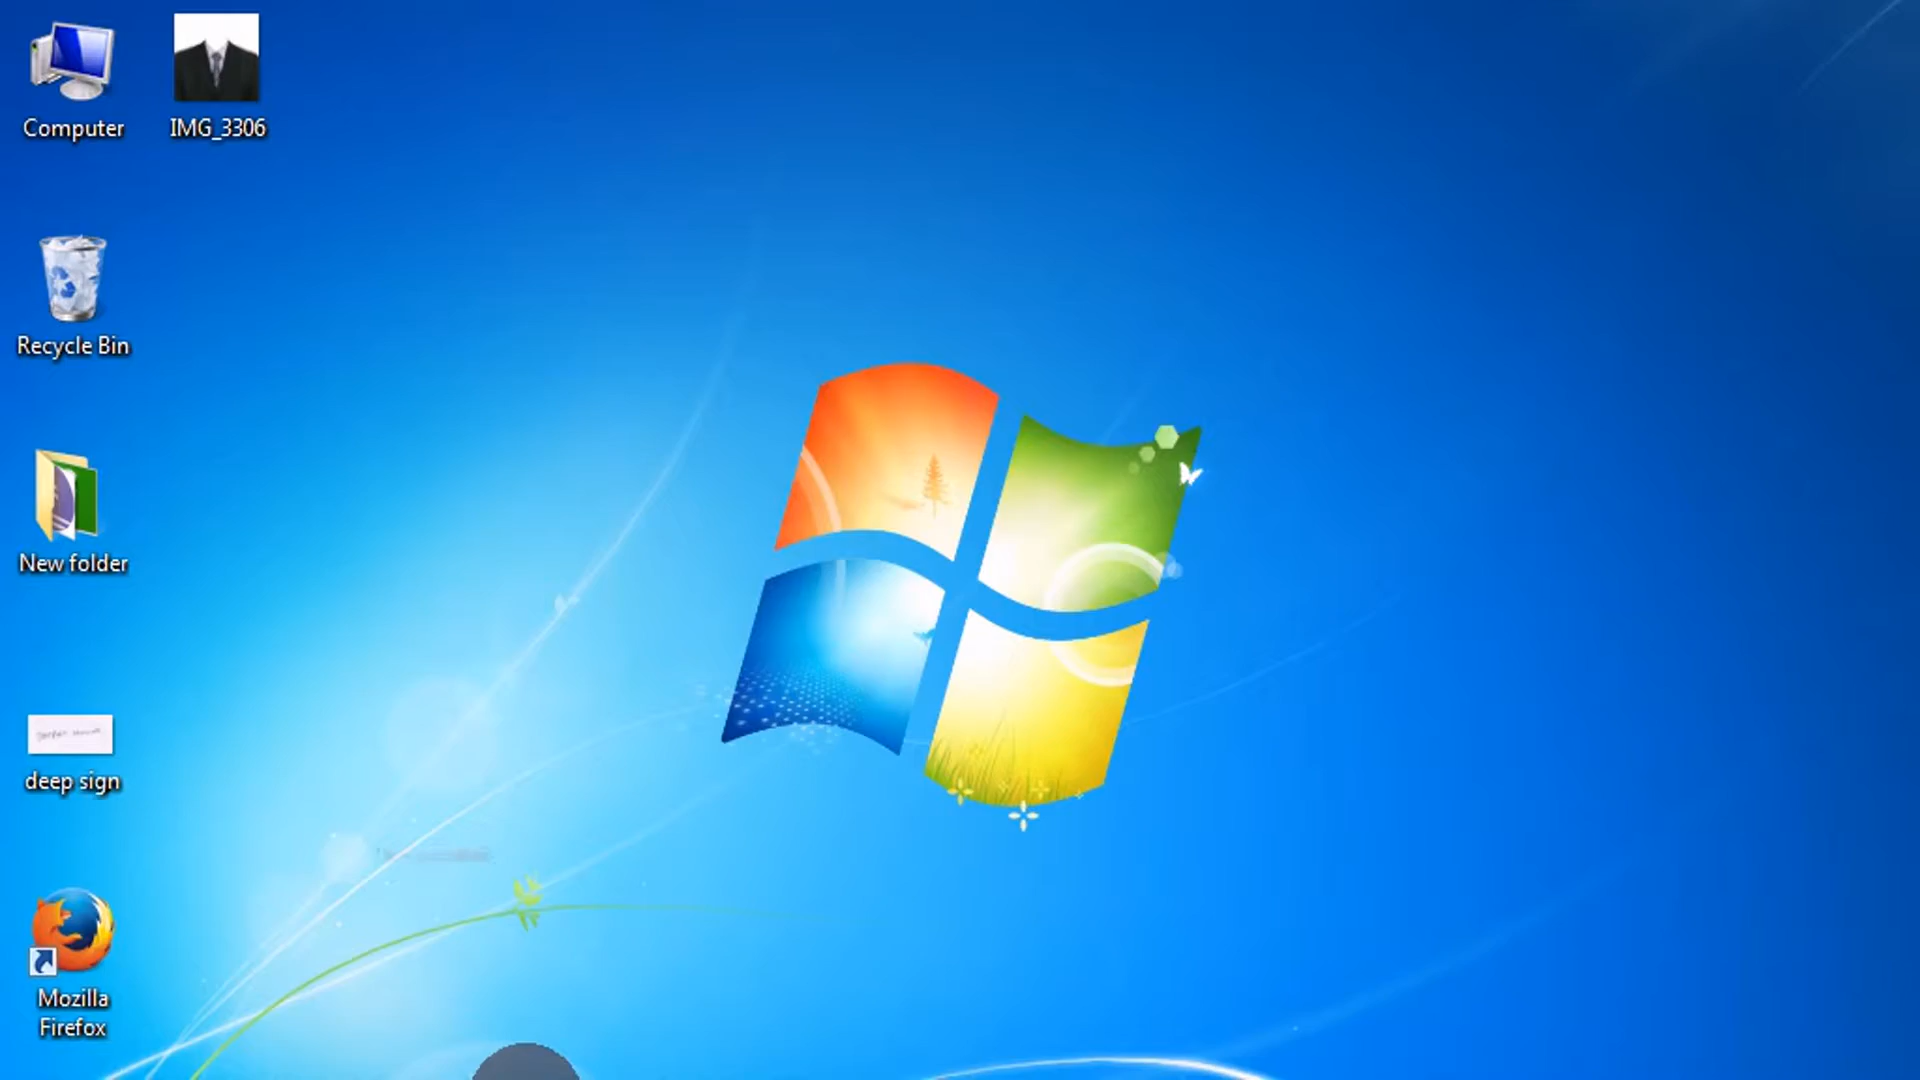 Computer
IMG_3306
Recycle Bin
New folder
deep sign
Mozilla
Firefox